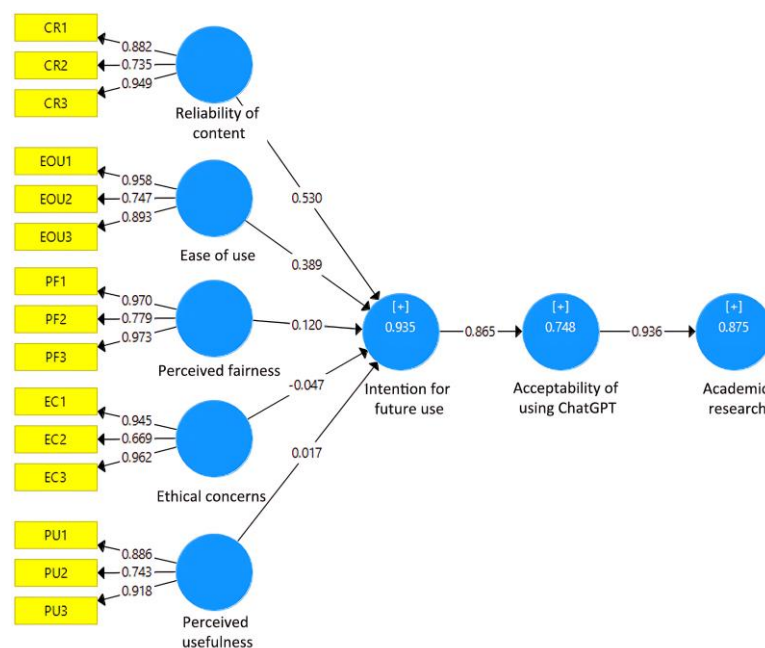 CR1
0.882
CR2
0.735
CR3
0.949
Reliability of
content
EOU1
0.958
EOU2
0.747
EOU3
0.893
Ease of use
PF1
0.970
PF2
0.779
PF3
0.973
Perceived fairness
EC1
0.945
EC2
0.669
EC3
0.962
Ethical concerns
PU1
0.886
PU2
0.743
PU3
0.918
Perceived
usefulness
0.530
0.389
0.120
-0.047
0.017
[+]
0.935
Intention for
future use
0.865
[+]
0.748
Acceptability of
using ChatGPT
0.936
[+]
0.875
Academic
research